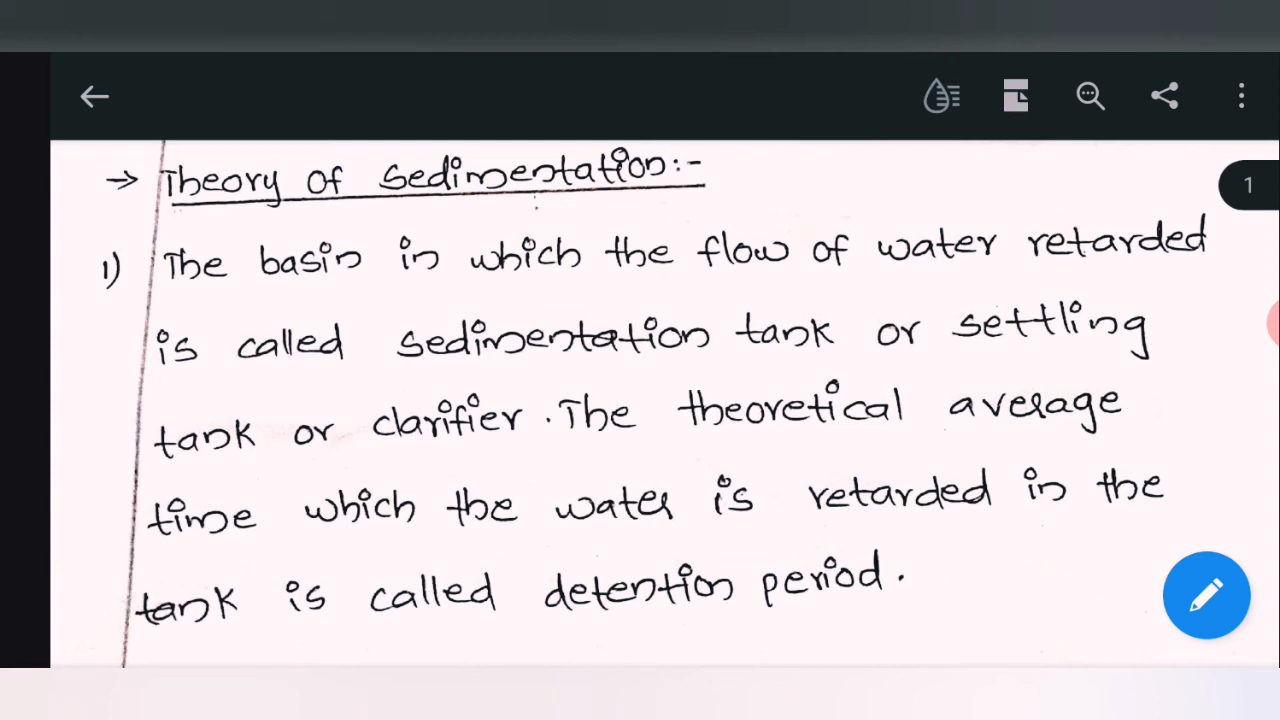 1
→ Theory of Sedimentation:-
1) The basin in which the flow of water retarded
is called sedimentation tank or settling
tank or clarifier. The theoretical average
time which the water is retarded in the
tank is called detention period.